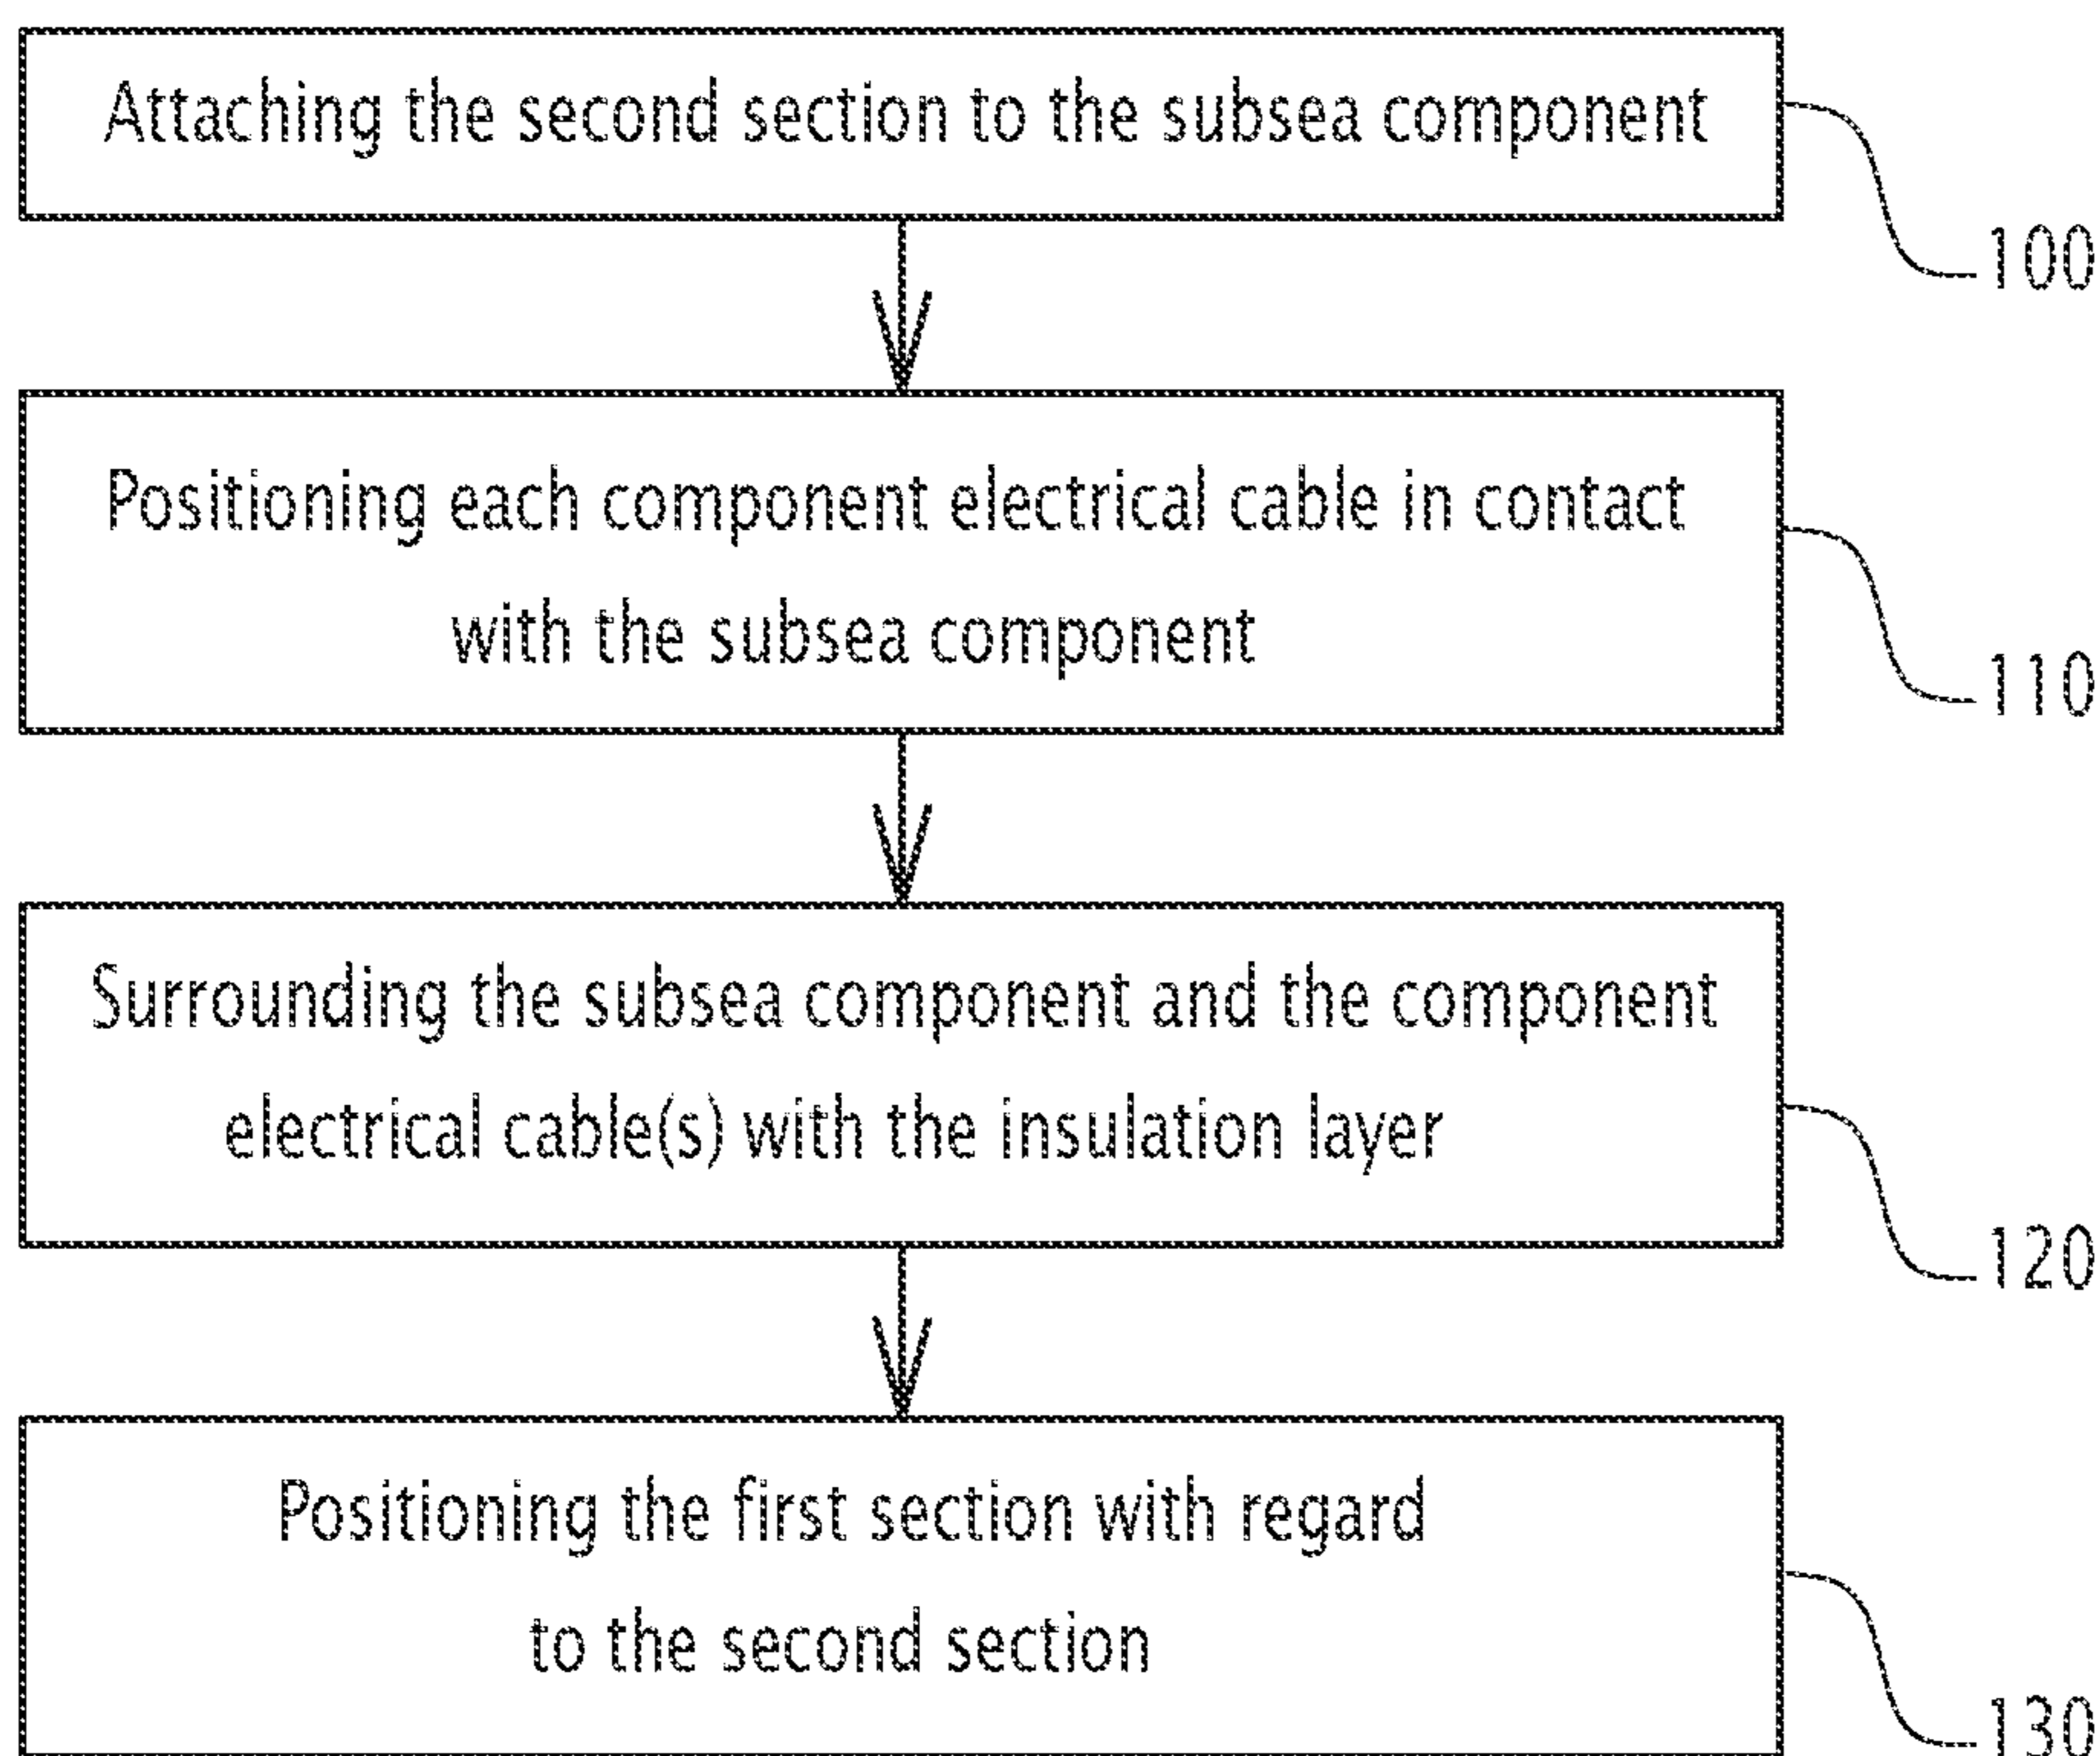 Attaching the second section to the subsea component
100
Positioning each component electrical cable in contact
with the subsea component
110
Surrounding the subsea component and the component
electrical cable(s) with the insulation layer
120
Positioning the first section with regard
to the second section
130